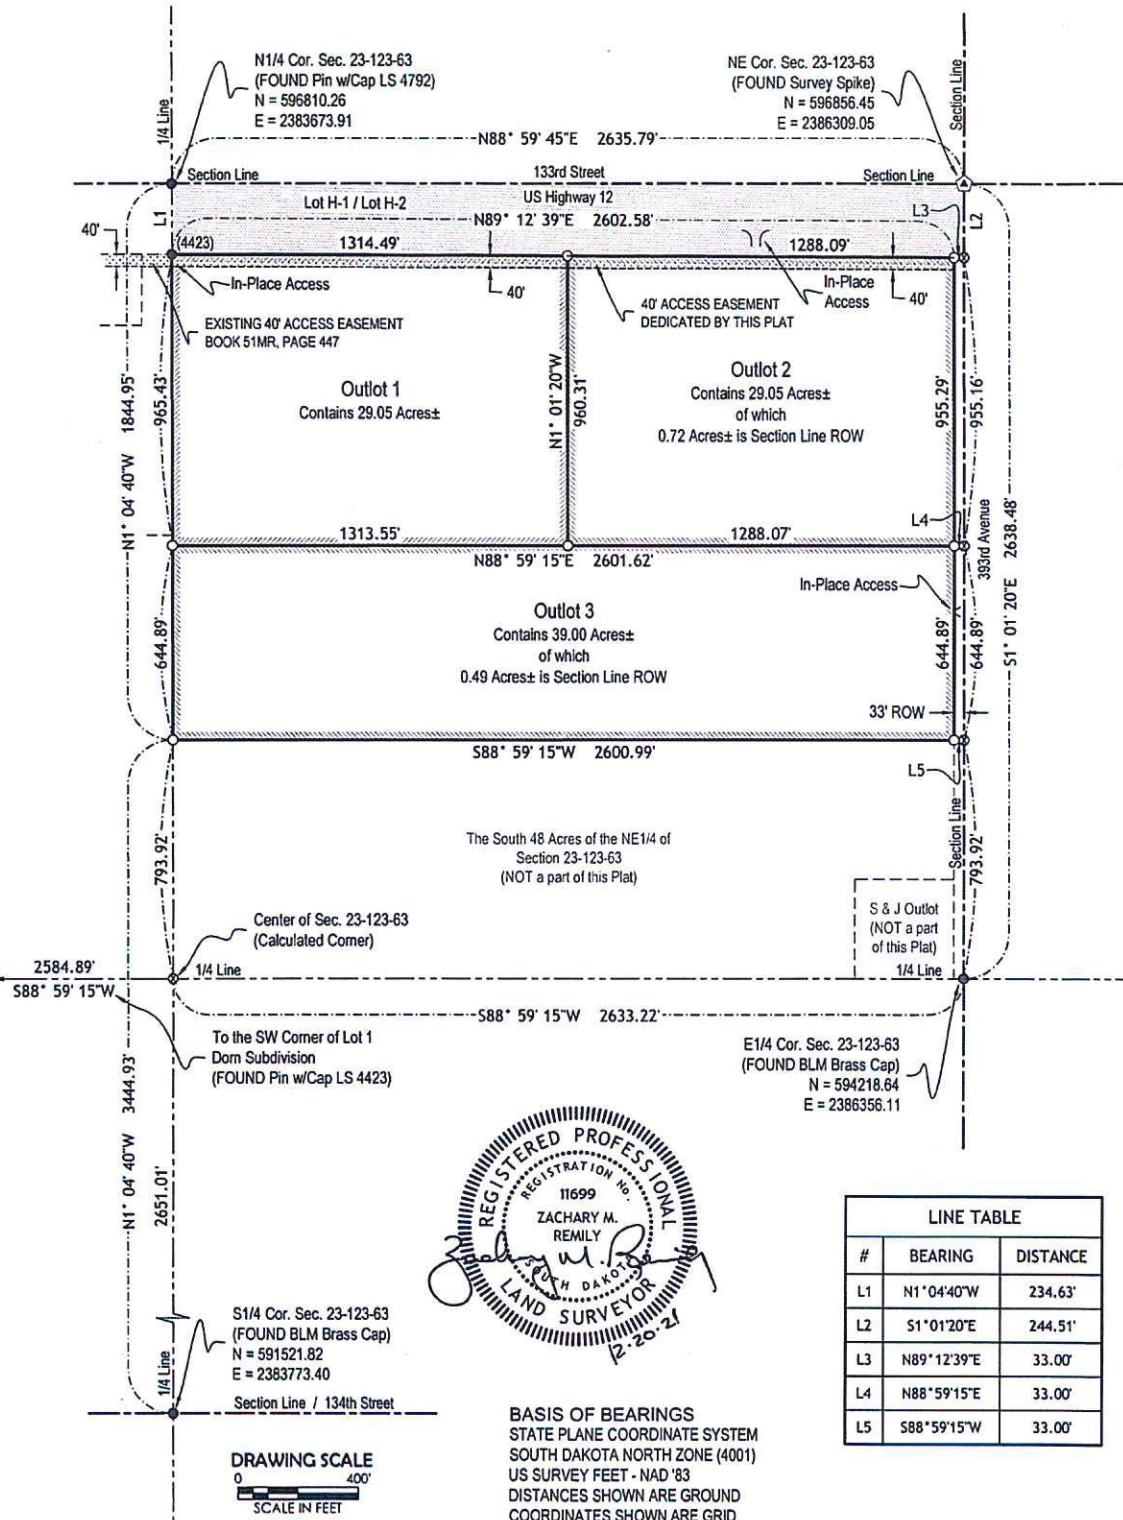 N1/4 Cor. Sec. 23-123-63
(FOUND Pin w/Cap LS 4792)
N = 596810.26
E = 2383673.91
NE Cor. Sec. 23-123-63
(FOUND Survey Spike)
N = 596856.45
E = 2386309.05
1/4 Line
Section Line
N88° 59' 45"E 2635.79'
Section Line
133rd Street
Section Line
Lot H-1 / Lot H-2
US Highway 12
N89° 12' 39"E 2602.58'
L1
L3
L2
40'
(4423)
1314.49'
1288.09'
In-Place Access
40'
40' ACCESS EASEMENT
DEDICATED BY THIS PLAT
In-Place
Access
40'
EXISTING 40' ACCESS EASEMENT
BOOK 51MR, PAGE 447
N1° 04' 40"W 1844.95'
965.43'
Outlot 1
Contains 29.05 Acres±
N1° 01' 20"W
960.31'
Outlot 2
Contains 29.05 Acres±
of which
0.72 Acres± is Section Line ROW
955.29'
955.16'
L4
393rd Avenue
S1° 01' 20"E 2638.48'
1313.55'
1288.07'
N88° 59' 15"E 2601.62'
In-Place Access
Outlot 3
Contains 39.00 Acres±
of which
0.49 Acres± is Section Line ROW
644.89'
644.89'
644.89'
33' ROW
S88° 59' 15"W 2600.99'
L5
Section Line
The South 48 Acres of the NE1/4 of
Section 23-123-63
(NOT a part of this Plat)
793.92'
793.92'
S & J Outlot
(NOT a part
of this Plat)
Center of Sec. 23-123-63
(Calculated Corner)
2584.89'
S88° 59' 15"W
1/4 Line
1/4 Line
S88° 59' 15"W 2633.22'
To the SW Corner of Lot 1
Dorn Subdivision
(FOUND Pin w/Cap LS 4423)
E1/4 Cor. Sec. 23-123-63
(FOUND BLM Brass Cap)
N = 594218.64
E = 2386356.11
N1° 04' 40"W 3444.93'
2651.01'
REGISTERED PROFESSIONAL
REGISTRATION No.
11699
ZACHARY M.
REMILY
SOUTH DAKOTA
LAND SURVEYOR
Zachary M. Remily
12-20-21
S1/4 Cor. Sec. 23-123-63
(FOUND BLM Brass Cap)
N = 591521.82
E = 2383773.40
1/4 Line
Section Line / 134th Street
LINE TABLE
# BEARING DISTANCE
L1 N1°04'40"W 234.63'
L2 S1°01'20"E 244.51'
L3 N89°12'39"E 33.00'
L4 N88°59'15"E 33.00'
L5 S88°59'15"W 33.00'
DRAWING SCALE
0 400'
SCALE IN FEET
BASIS OF BEARINGS
STATE PLANE COORDINATE SYSTEM
SOUTH DAKOTA NORTH ZONE (4001)
US SURVEY FEET - NAD '83
DISTANCES SHOWN ARE GROUND
COORDINATES SHOWN ARE GRID